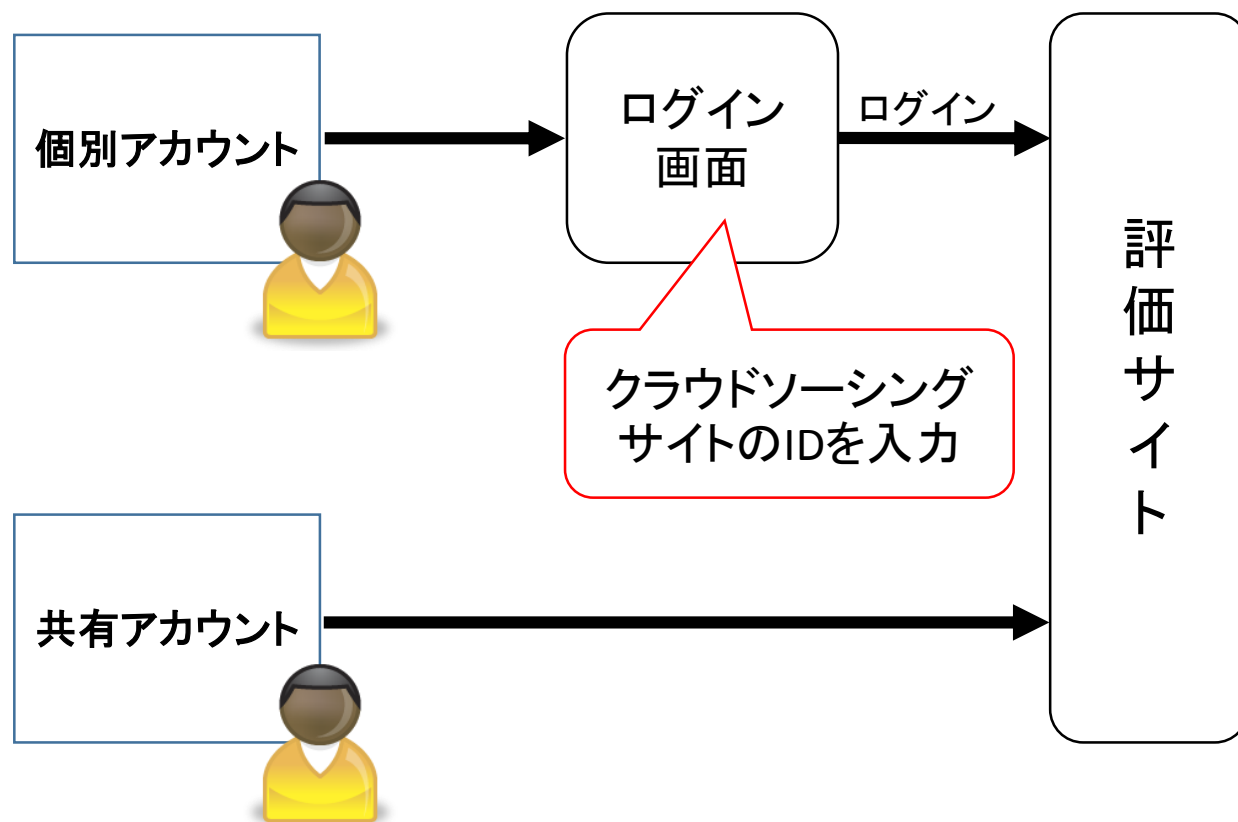 個別アカウント
ログイン
画面
ログイン
クラウドソーシング
サイトのIDを入力
評価サイト
共有アカウント